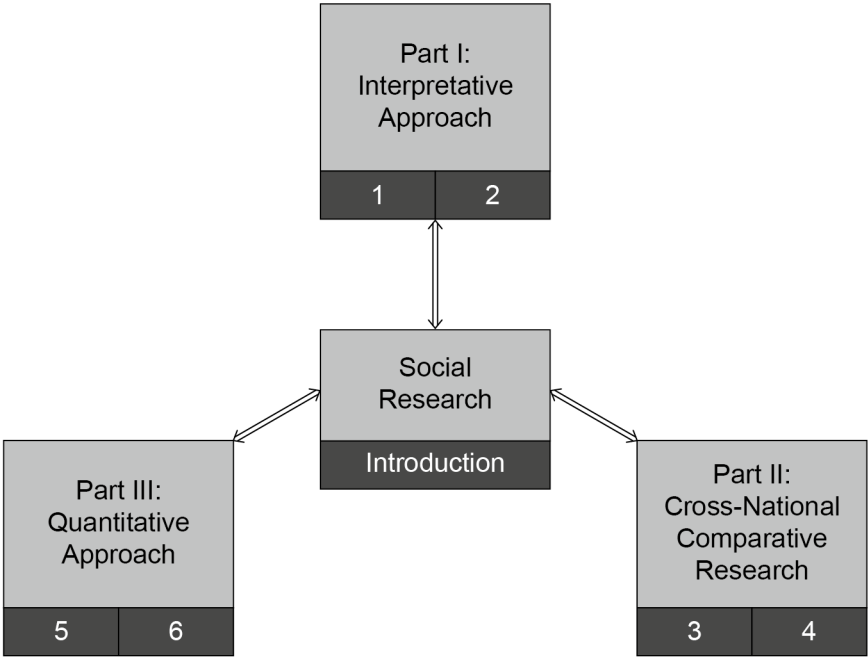 Part I:
Interpretative
Approach
1 2
Social
Research
Introduction
Part III:
Quantitative
Approach
5 6
Part II:
Cross-National
Comparative
Research
3 4